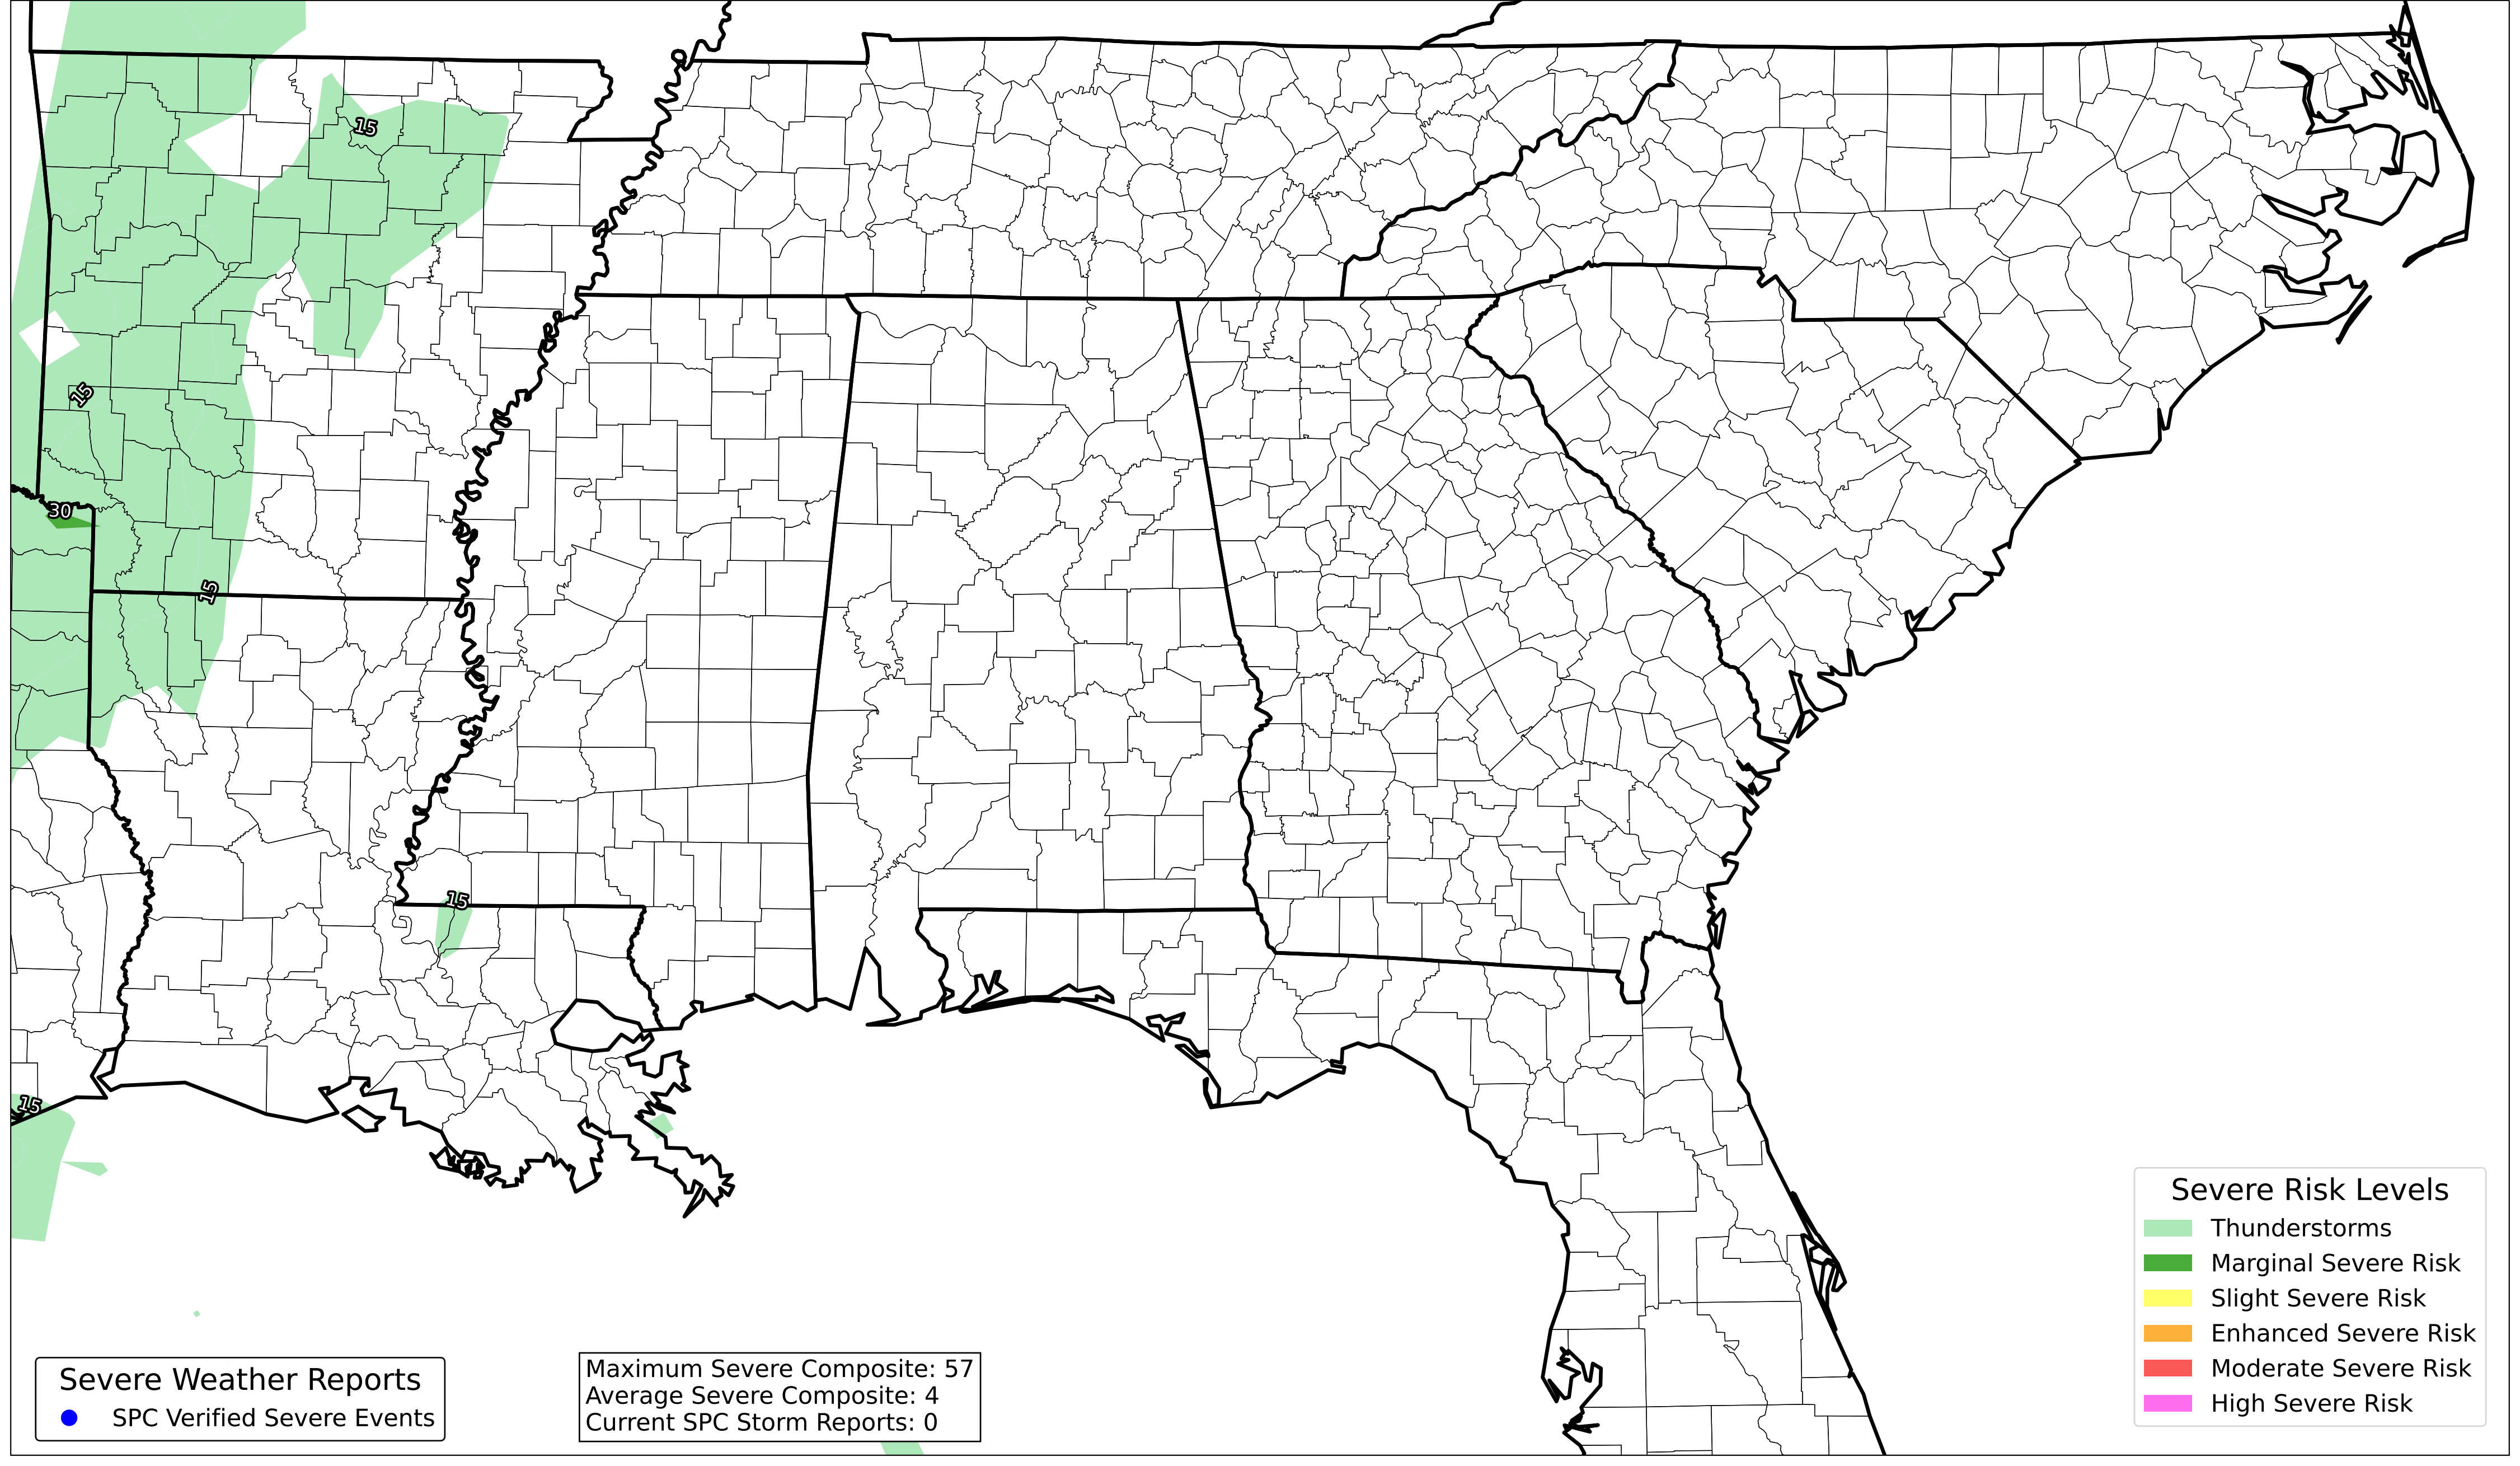 15
15
30
15
15
15
Severe Risk Levels
Thunderstorms
Marginal Severe Risk
Slight Severe Risk
Enhanced Severe Risk
Moderate Severe Risk
High Severe Risk
Severe Weather Reports
SPC Verified Severe Events
Maximum Severe Composite: 57
Average Severe Composite: 4
Current SPC Storm Reports: 0